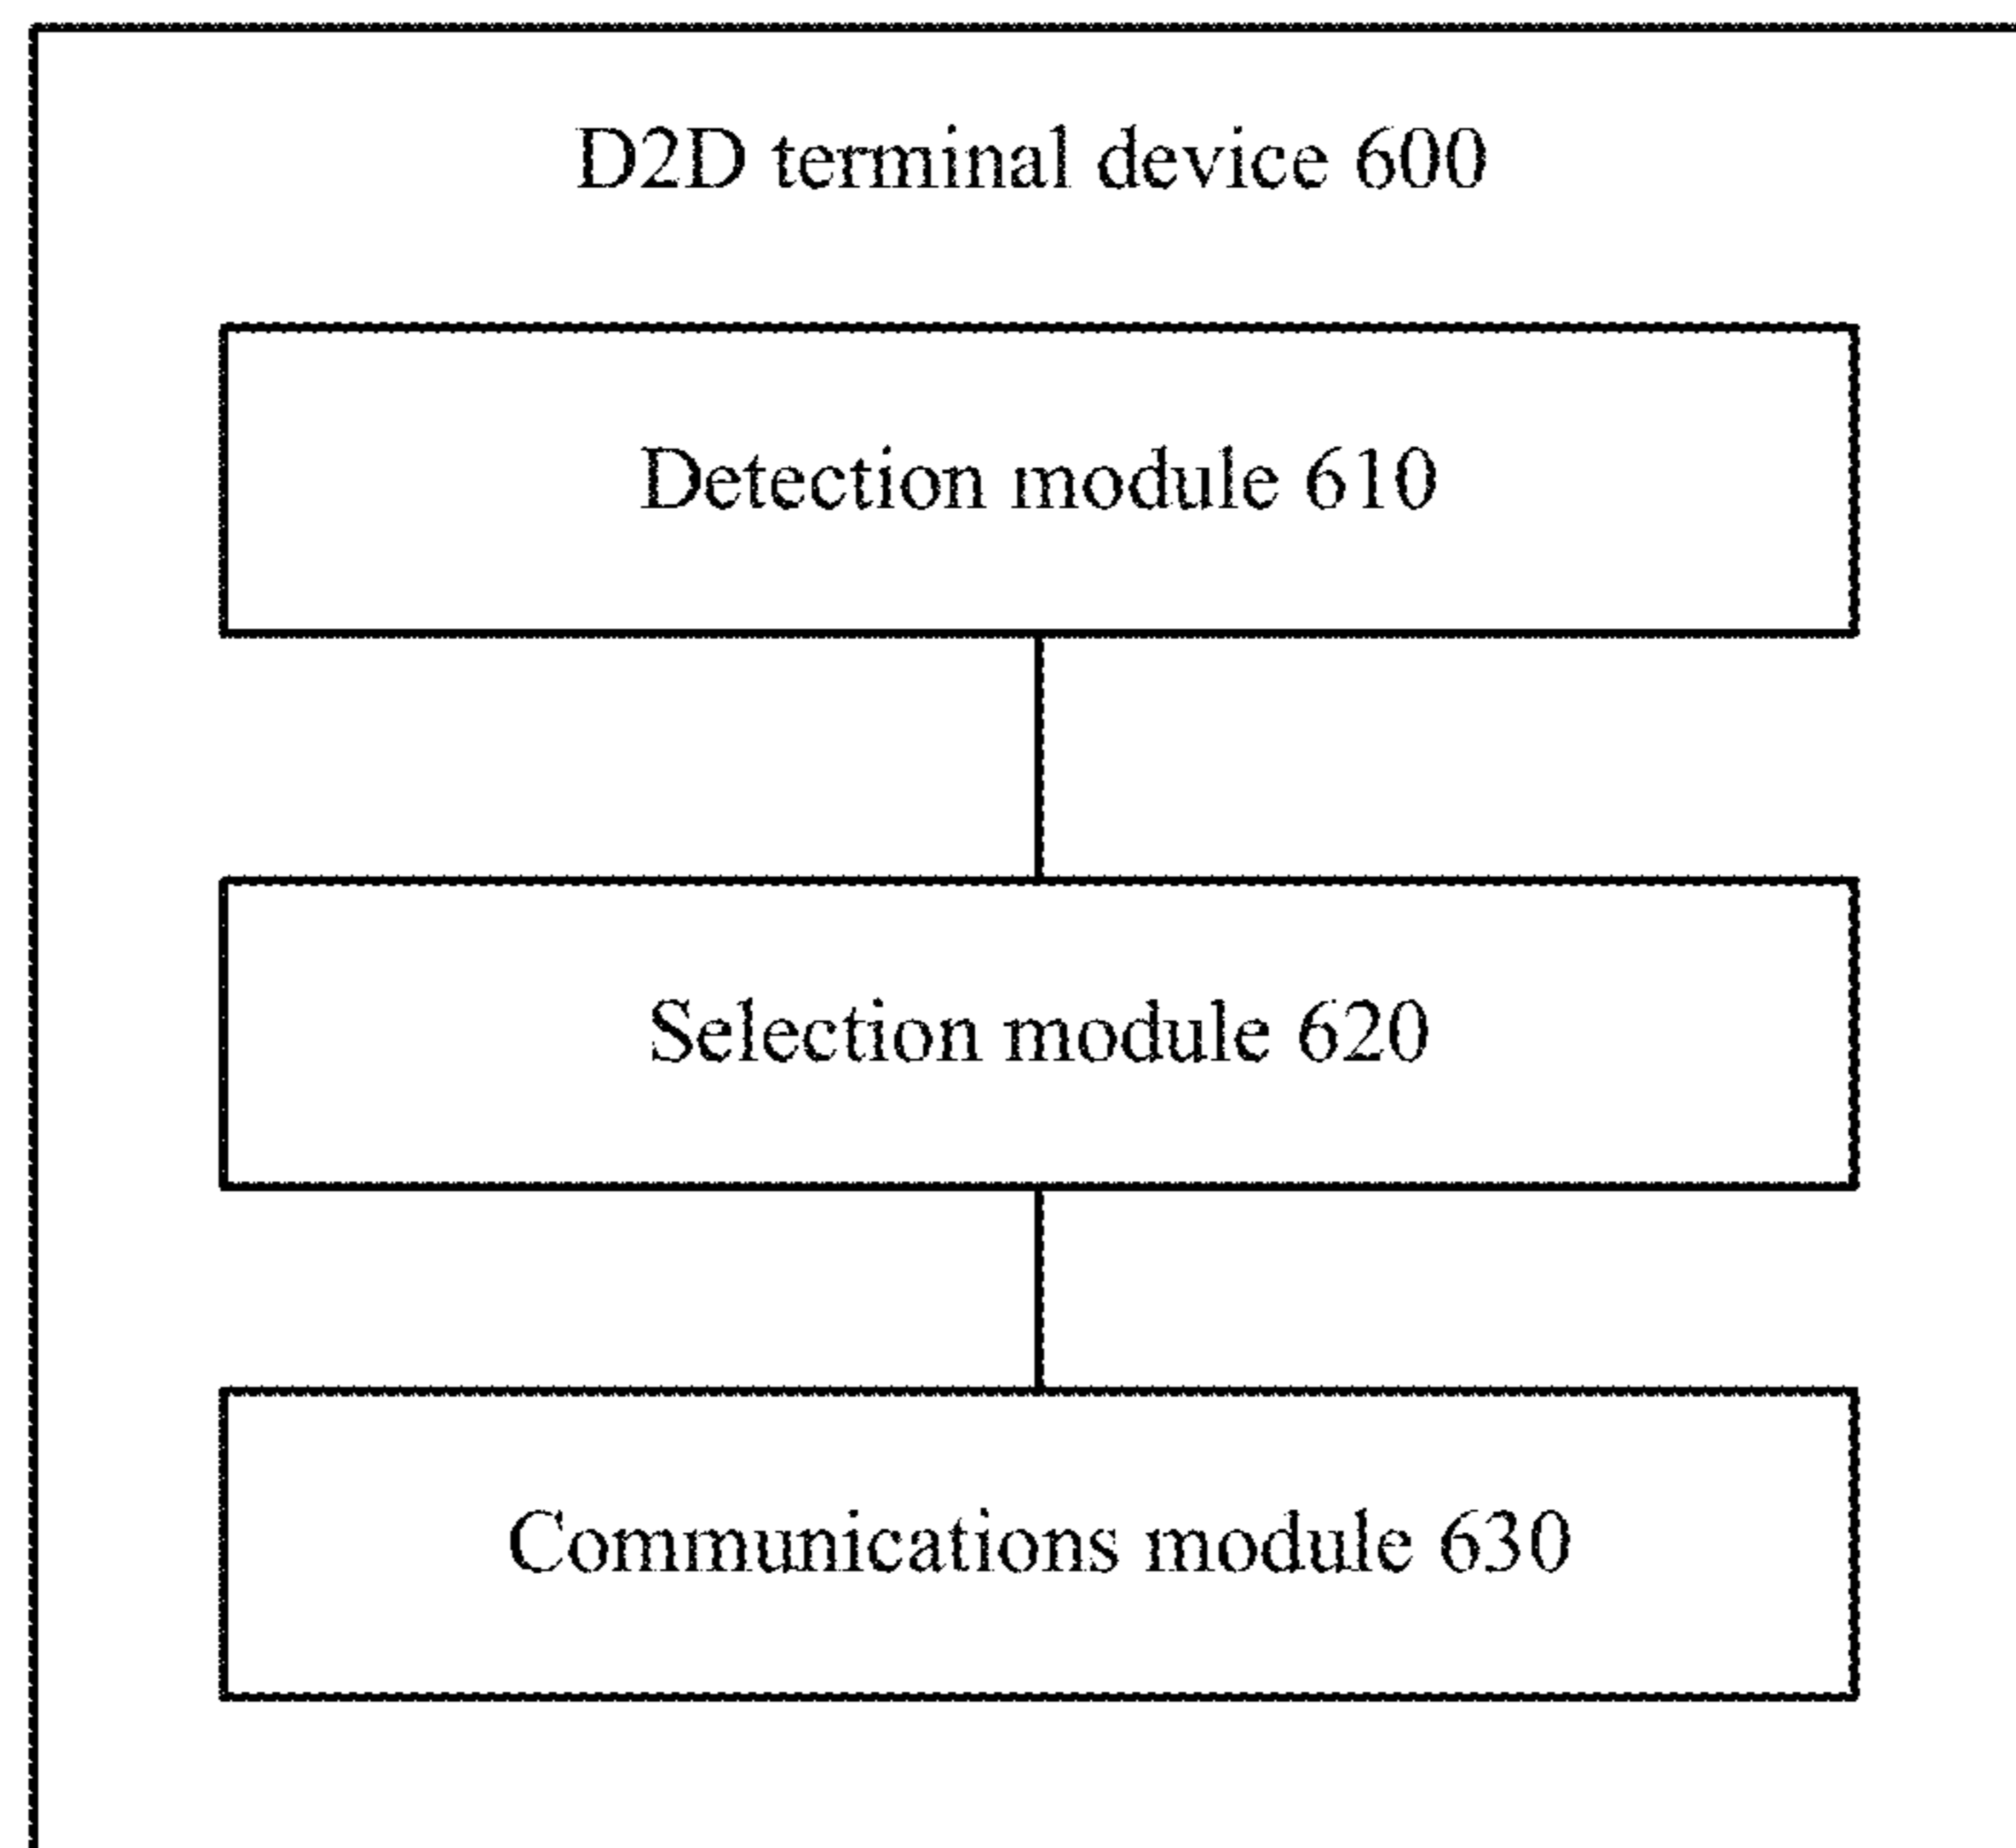 D2D terminal device 600
Detection module 610
Selection module 620
Communications module 630